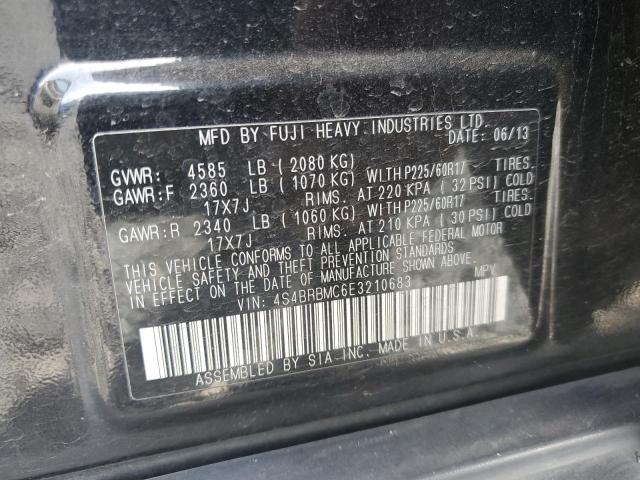 MFD BY FUJI HEAVY INDUSTRIES LTD.
DATE: 06/13
GVWR: 4585 LB (2080 KG)
GAWR:F 2360 LB (1070 KG) WITH P225/60R17 TIRES.
17X7J RIMS. AT 220 KPA (32 PSI) COLD
GAWR:R 2340 LB (1060 KG) WITH P225/60R17 TIRES.
17X7J RIMS. AT 210 KPA (30 PSI) COLD
THIS VEHICLE CONFORMS TO ALL APPLICABLE FEDERAL MOTOR
VEHICLE SAFETY AND THEFT PREVENTION STANDARDS
IN EFFECT ON THE DATE OF MANUFACTURE SHOWN ABOVE.
VIN: 4S4BRBMC6E3210683 MPV
ASSEMBLED BY SIA-INC. MADE IN U.S.A.